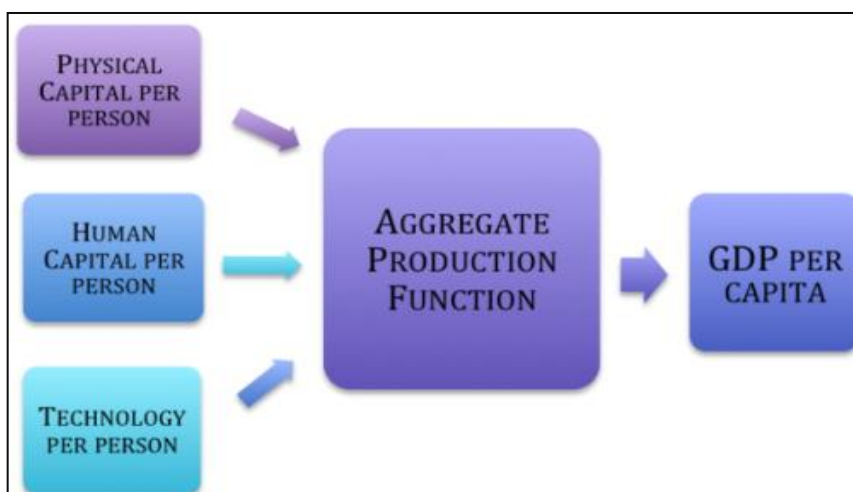 PHYSICAL
CAPITAL PER
PERSON
HUMAN
CAPITAL PER
PERSON
TECHNOLOGY
PER PERSON
AGGREGATE
PRODUCTION
FUNCTION
GDP PER
CAPITA